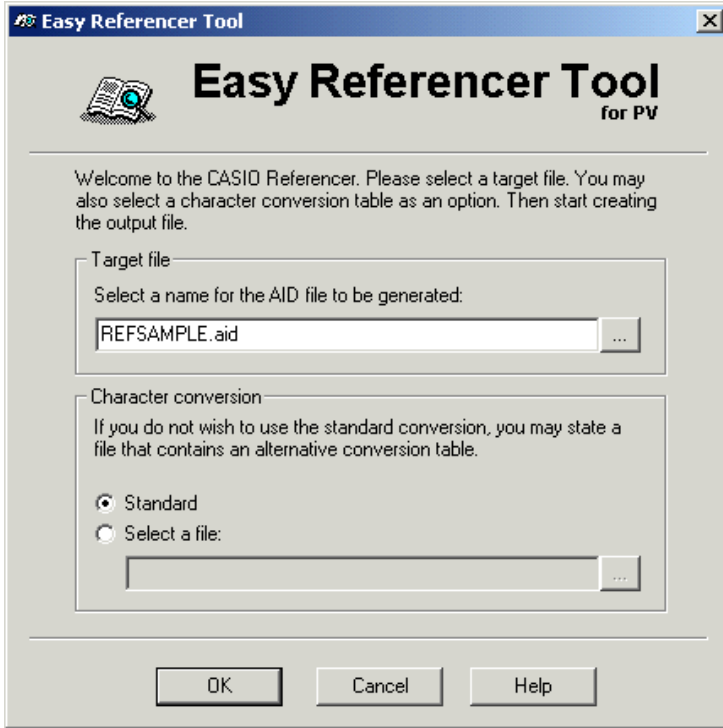 Easy Referencer Tool
Easy Referencer Tool
for PV
Welcome to the CASIO Referencer. Please select a target file. You may
also select a character conversion table as an option. Then start creating
the output file.
Target file
Select a name for the AID file to be generated:
REFSAMPLE.aid
...
Character conversion
If you do not wish to use the standard conversion, you may state a
file that contains an alternative conversion table.
Standard
Select a file:
...
OK Cancel Help